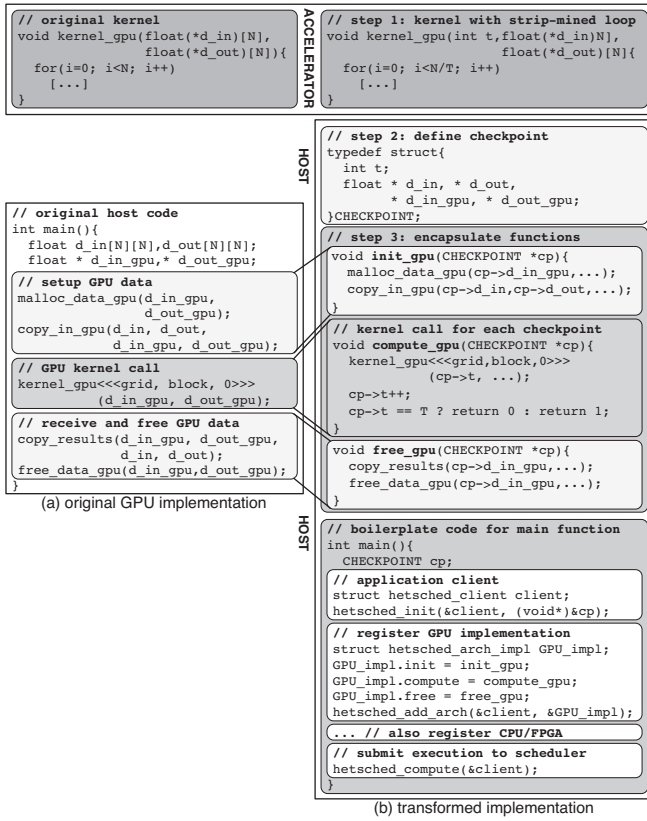 // original kernel
void kernel_gpu(float(*d_in)[N],
float(*d_out)[N]){
for(i=0; i<N; i++)
[...]
}
ACCELERATOR
// step 1: kernel with strip-mined loop
void kernel_gpu(int t,float(*d_in)N],
float(*d_out)[N]{
for(i=0; i<N/T; i++)
[...]
}
// original host code
int main(){
float d_in[N][N],d_out[N][N];
float * d_in_gpu,* d_out_gpu;
// setup GPU data
malloc_data_gpu(d_in_gpu,
d_out_gpu);
copy_in_gpu(d_in, d_out,
d_in_gpu, d_out_gpu);
// GPU kernel call
kernel_gpu<<<grid, block, 0>>>
(d_in_gpu, d_out_gpu);
// receive and free GPU data
copy_results(d_in_gpu, d_out_gpu,
d_in, d_out);
free_data_gpu(d_in_gpu,d_out_gpu);
}
(a) original GPU implementation
HOST
// step 2: define checkpoint
typedef struct{
int t;
float * d_in, * d_out,
* d_in_gpu, * d_out_gpu;
}CHECKPOINT;
// step 3: encapsulate functions
void init_gpu(CHECKPOINT *cp){
malloc_data_gpu(cp->d_in_gpu,...);
copy_in_gpu(cp->d_in,cp->d_out,...);
}
// kernel call for each checkpoint
void compute_gpu(CHECKPOINT *cp){
kernel_gpu<<<grid,block,0>>>
(cp->t, ...);
cp->t++;
cp->t == T ? return 0 : return 1;
}
void free_gpu(CHECKPOINT *cp){
copy_results(cp->d_in_gpu,...);
free_data_gpu(cp->d_in_gpu,...);
}
HOST
// boilerplate code for main function
int main(){
CHECKPOINT cp;
// application client
struct hetsched_client client;
hetsched_init(&client, (void*)&cp);
// register GPU implementation
struct hetsched_arch_impl GPU_impl;
GPU_impl.init = init_gpu;
GPU_impl.compute = compute_gpu;
GPU_impl.free = free_gpu;
hetsched_add_arch(&client, &GPU_impl);
... // also register CPU/FPGA
// submit execution to scheduler
hetsched_compute(&client);
}
(b) transformed implementation